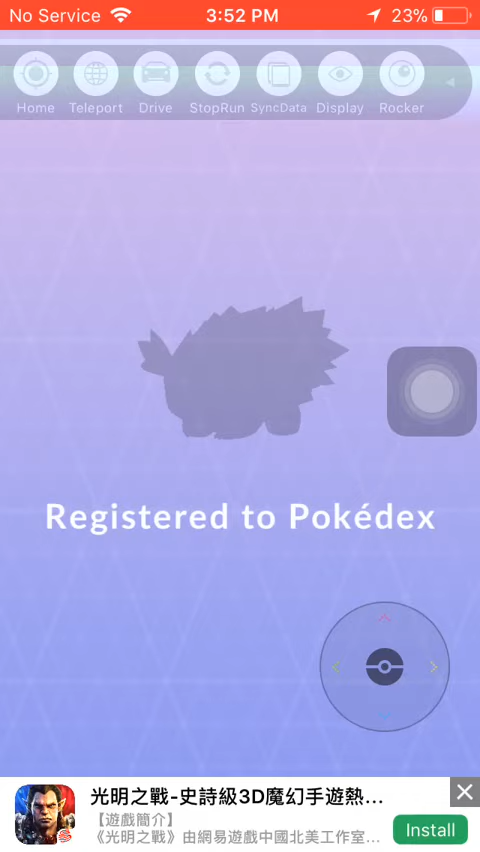 No Service 3:52 PM 23%
Home Teleport Drive StopRun SyncData Display Rocker
Registered to Pokédex
光明之戰-史詩級3D魔幻手遊熱...
【遊戲簡介】
《光明之戰》由網易遊戲中國北美工作室...
Install